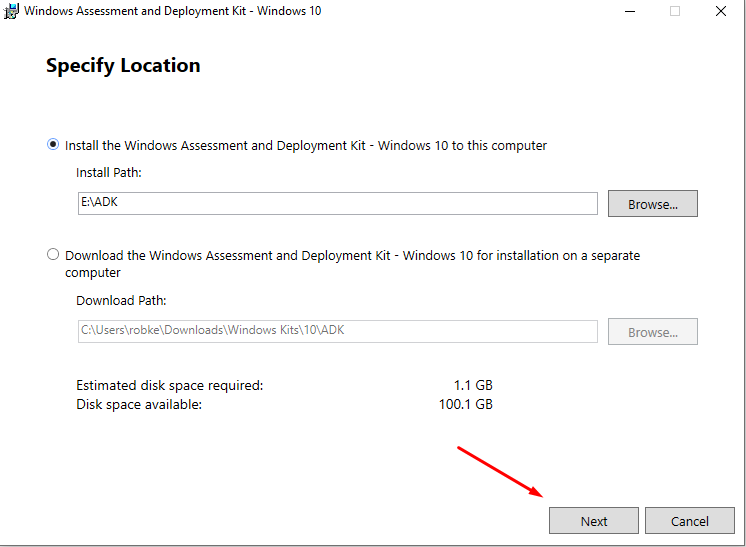 Windows Assessment and Deployment Kit - Windows 10
Specify Location
Install the Windows Assessment and Deployment Kit - Windows 10 to this computer
Install Path:
E:\ADK
Browse...
Download the Windows Assessment and Deployment Kit - Windows 10 for installation on a separate
computer
Download Path:
C:\Users\robke\Downloads\Windows Kits\10\ADK
Browse...
Estimated disk space required: 1.1 GB
Disk space available: 100.1 GB
Next
Cancel